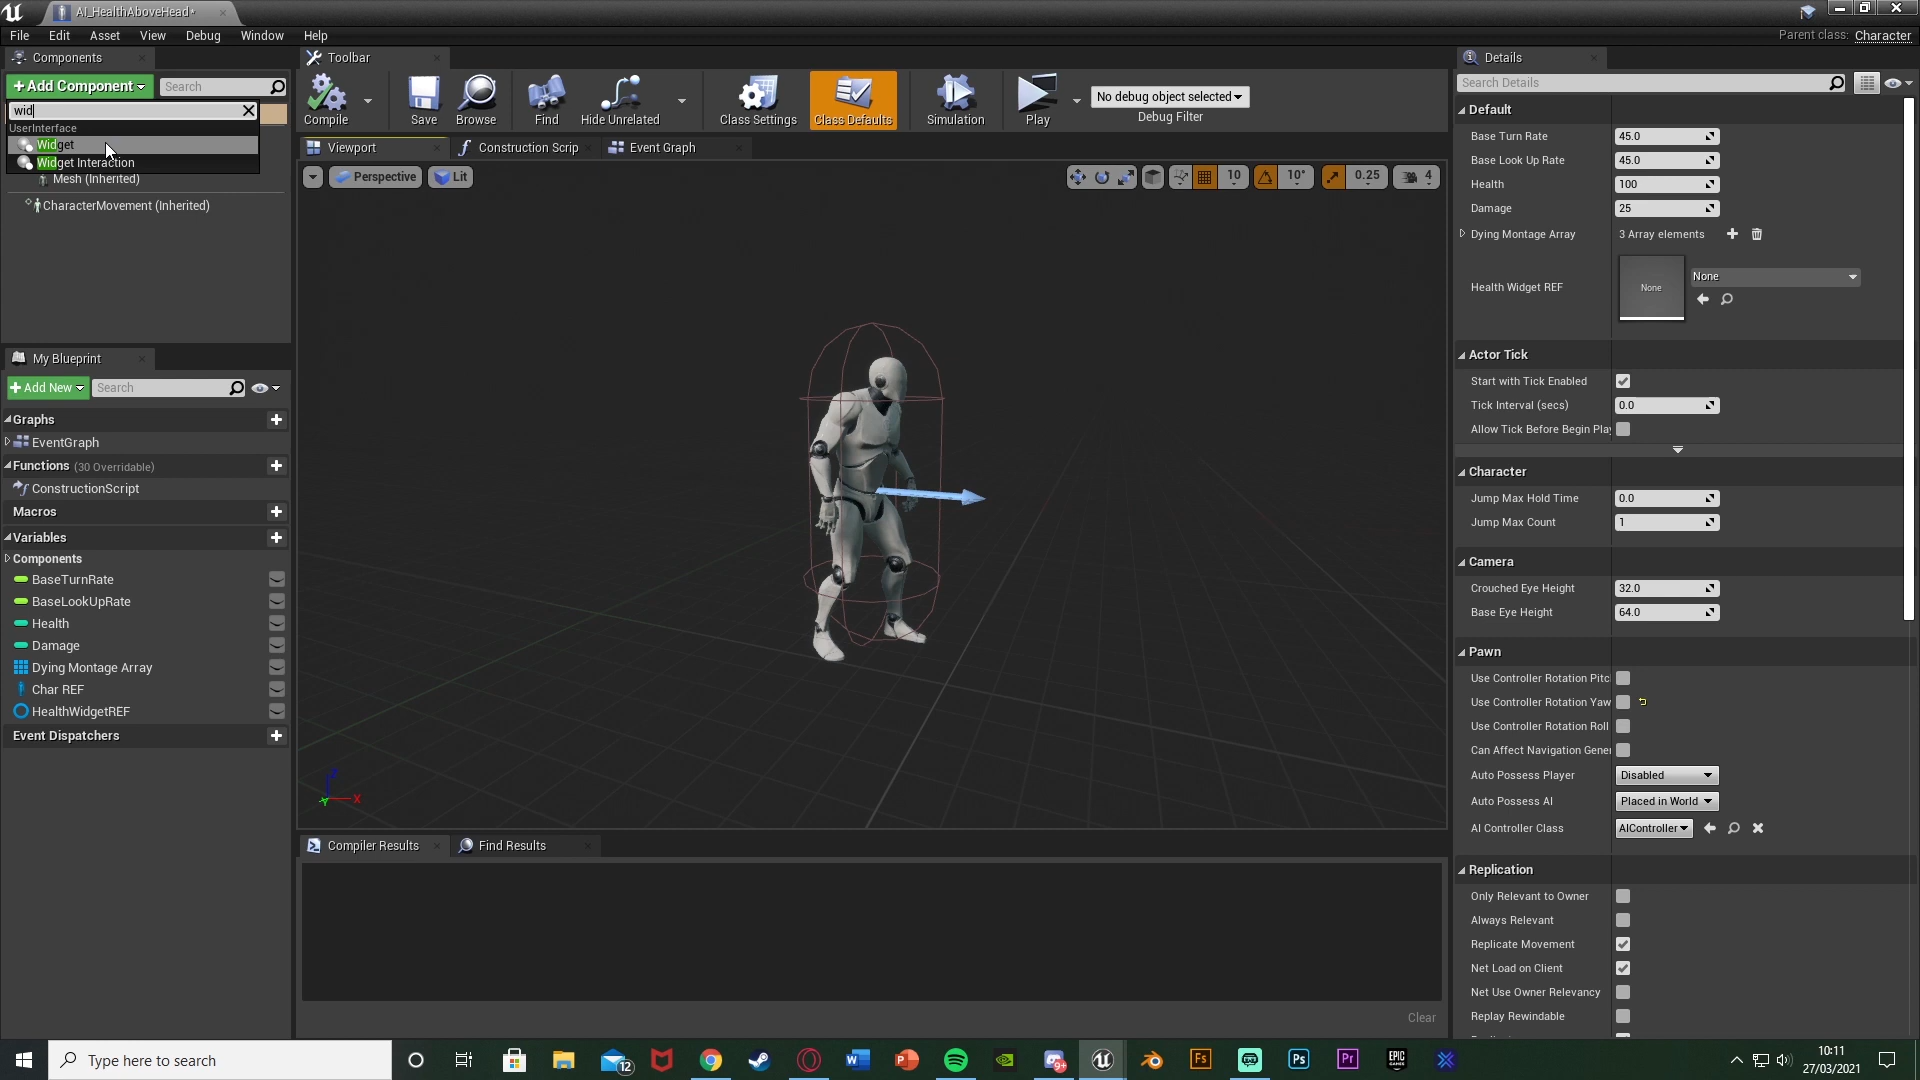 AI_HealthAboveHead*
File Edit Asset View Debug Window Help
Parent class: Character
Components
+Add Component
Search
wid
UserInterface
Widget
Widget Interaction
Mesh (Inherited)
CharacterMovement (Inherited)
My Blueprint
+Add New
Search
Graphs
EventGraph
Functions (30 Overridable)
ConstructionScript
Macros
Variables
Components
BaseTurnRate
BaseLookUpRate
Health
Damage
Dying Montage Array
Char REF
HealthWidgetREF
Event Dispatchers
Toolbar
Compile
Save
Browse
Find
Hide Unrelated
Class Settings
Class Defaults
Simulation
Play
No debug object selected
Debug Filter
Viewport
Construction Scrip
Event Graph
Perspective
Lit
10
10°
0.25
4
Z
X
Y
Compiler Results
Find Results
Clear
Details
Search Details
Default
Base Turn Rate 45.0
Base Look Up Rate 45.0
Health 100
Damage 25
Dying Montage Array 3 Array elements
Health Widget REF None None
Actor Tick
Start with Tick Enabled
Tick Interval (secs) 0.0
Allow Tick Before Begin Play
Character
Jump Max Hold Time 0.0
Jump Max Count 1
Camera
Crouched Eye Height 32.0
Base Eye Height 64.0
Pawn
Use Controller Rotation Pitc
Use Controller Rotation Yaw
Use Controller Rotation Roll
Can Affect Navigation Gener
Auto Possess Player Disabled
Auto Possess AI Placed in World
AI Controller Class AIController
Replication
Only Relevant to Owner
Always Relevant
Replicate Movement
Net Load on Client
Net Use Owner Relevancy
Replay Rewindable
Type here to search
12
W
P
9+
Fs
Ps
Pr
EPIC GAMES
10:11
27/03/2021